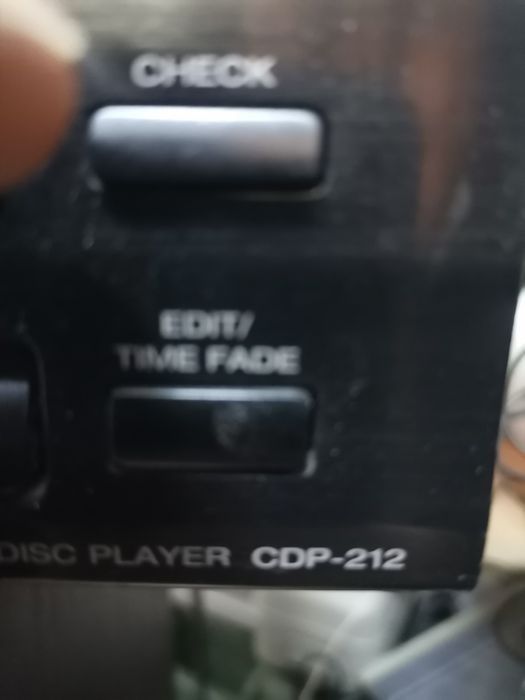 CHECK
EDIT/
TIME FADE
DISC PLAYER CDP-212